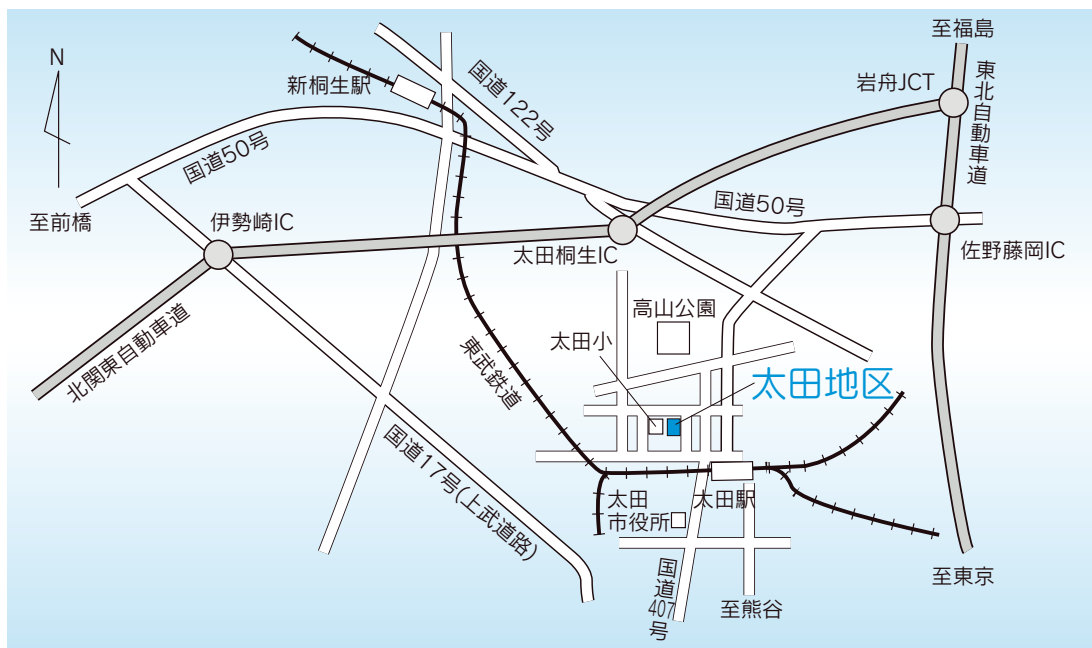 至福島
N
新桐生駅
国道122号
岩舟JCT
東北自動車道
国道50号
至前橋
伊勢崎IC
国道50号
太田桐生IC
佐野藤岡IC
高山公園
太田小
北関東自動車道
東武鉄道
太田地区
国道17号(上武道路)
太田
市役所
太田駅
国道407号
至熊谷
至東京